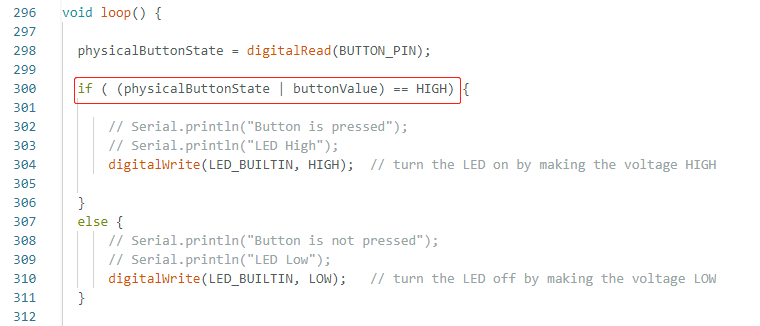 296 void loop() {
297
298 physicalButtonState = digitalRead(BUTTON_PIN);
299
300 if ( (physicalButtonState | buttonValue) == HIGH) {
301
302 // Serial.println("Button is pressed");
303 // Serial.println("LED High");
304 digitalWrite(LED_BUILTIN, HIGH);  // turn the LED on by making the voltage HIGH
305
306 }
307 else {
308 // Serial.println("Button is not pressed");
309 // Serial.println("LED Low");
310 digitalWrite(LED_BUILTIN, LOW);   // turn the LED off by making the voltage LOW
311 }
312